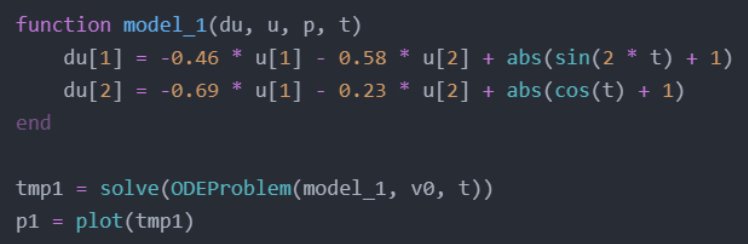 function model_1(du, u, p, t)
    du[1] = -0.46 * u[1] - 0.58 * u[2] + abs(sin(2 * t) + 1)
    du[2] = -0.69 * u[1] - 0.23 * u[2] + abs(cos(t) + 1)
end

tmp1 = solve(ODEProblem(model_1, v0, t))
p1 = plot(tmp1)